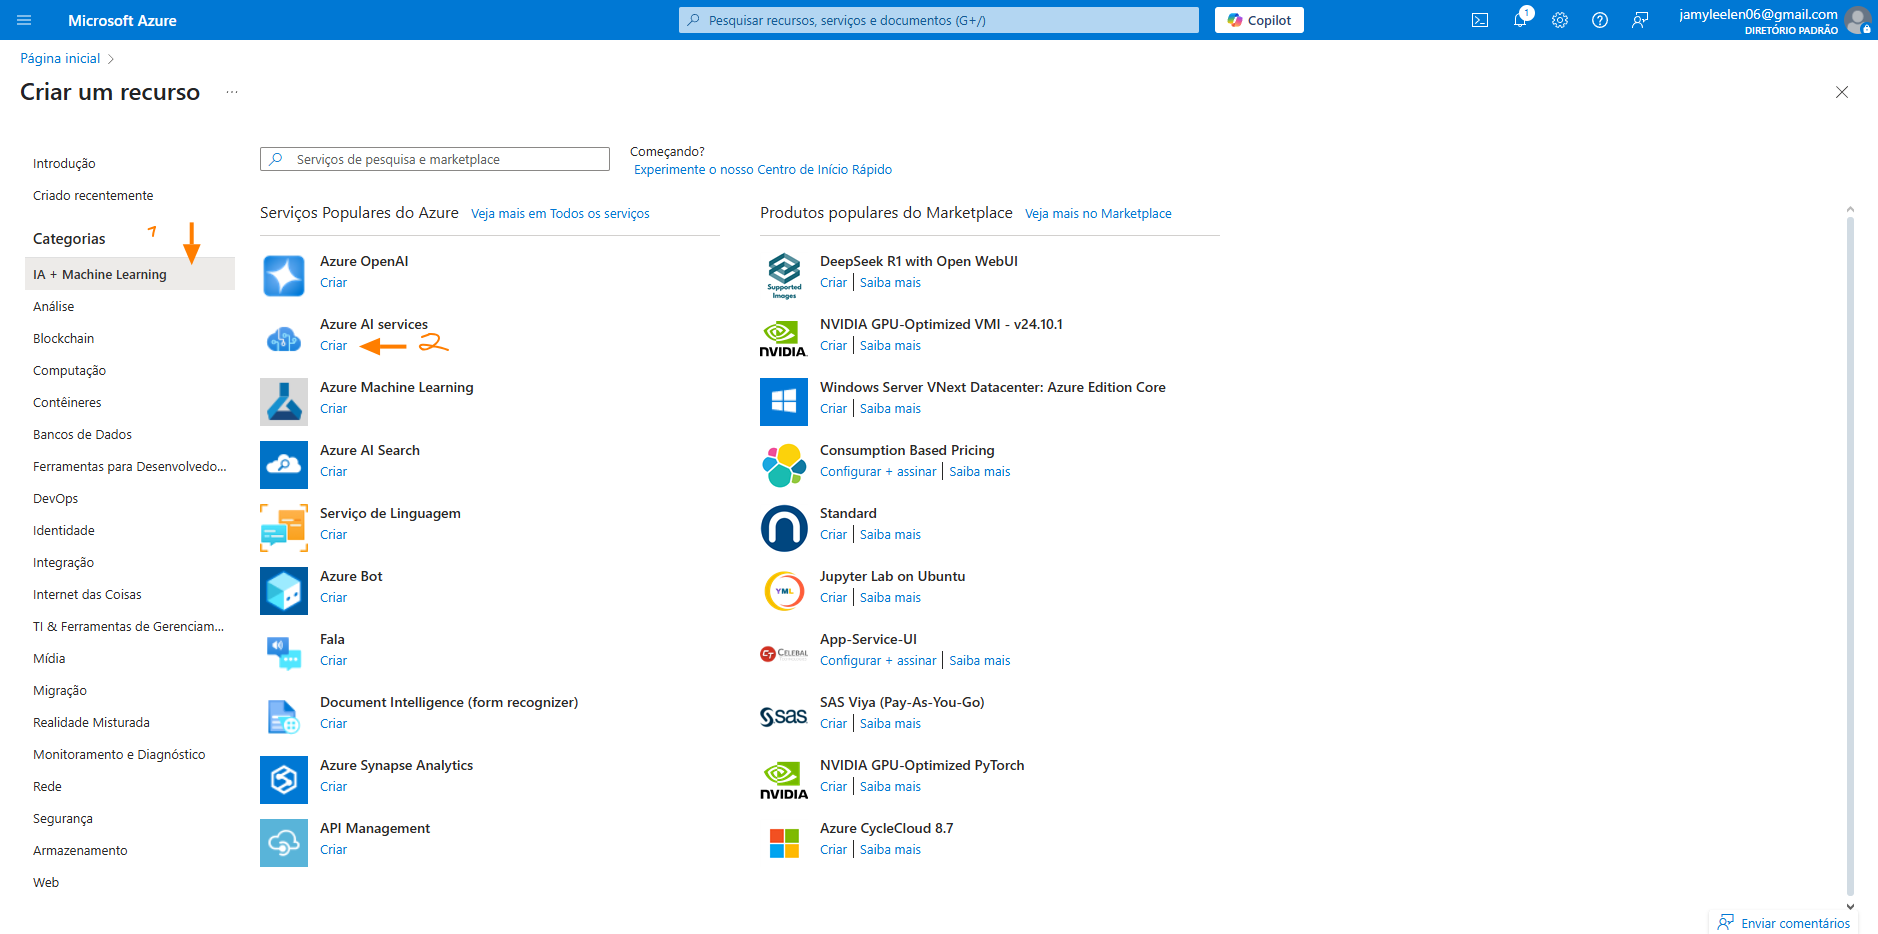 Microsoft Azure
Pesquisar recursos, serviços e documentos (G+/)
Copilot
1
jamyleelen06@gmail.com
DIRETÓRIO PADRÃO
Página inicial
Criar um recurso
Introdução
Criado recentemente
Categorias
1
IA + Machine Learning
Análise
Blockchain
Computação
Contêineres
Bancos de Dados
Ferramentas para Desenvolvedo...
DevOps
Identidade
Integração
Internet das Coisas
TI & Ferramentas de Gerenciam...
Mídia
Migração
Realidade Misturada
Monitoramento e Diagnóstico
Rede
Segurança
Armazenamento
Web
Serviços de pesquisa e marketplace
Começando?
Experimente o nosso Centro de Início Rápido
Serviços Populares do Azure Veja mais em Todos os serviços
Azure OpenAI
Criar
Azure AI services
Criar 2
Azure Machine Learning
Criar
Azure AI Search
Criar
Serviço de Linguagem
Criar
Azure Bot
Criar
Fala
Criar
Document Intelligence (form recognizer)
Criar
Azure Synapse Analytics
Criar
API Management
Criar
Produtos populares do Marketplace Veja mais no Marketplace
Supported
Images
DeepSeek R1 with Open WebUI
Criar | Saiba mais
NVIDIA.
NVIDIA GPU-Optimized VMI - v24.10.1
Criar | Saiba mais
Windows Server VNext Datacenter: Azure Edition Core
Criar | Saiba mais
Consumption Based Pricing
Configurar + assinar | Saiba mais
Standard
Criar | Saiba mais
YML
Jupyter Lab on Ubuntu
Criar | Saiba mais
CT CELEBAL
App-Service-UI
Configurar + assinar | Saiba mais
sas
SAS Viya (Pay-As-You-Go)
Criar | Saiba mais
NVIDIA
NVIDIA GPU-Optimized PyTorch
Criar | Saiba mais
Azure CycleCloud 8.7
Criar | Saiba mais
Enviar comentários